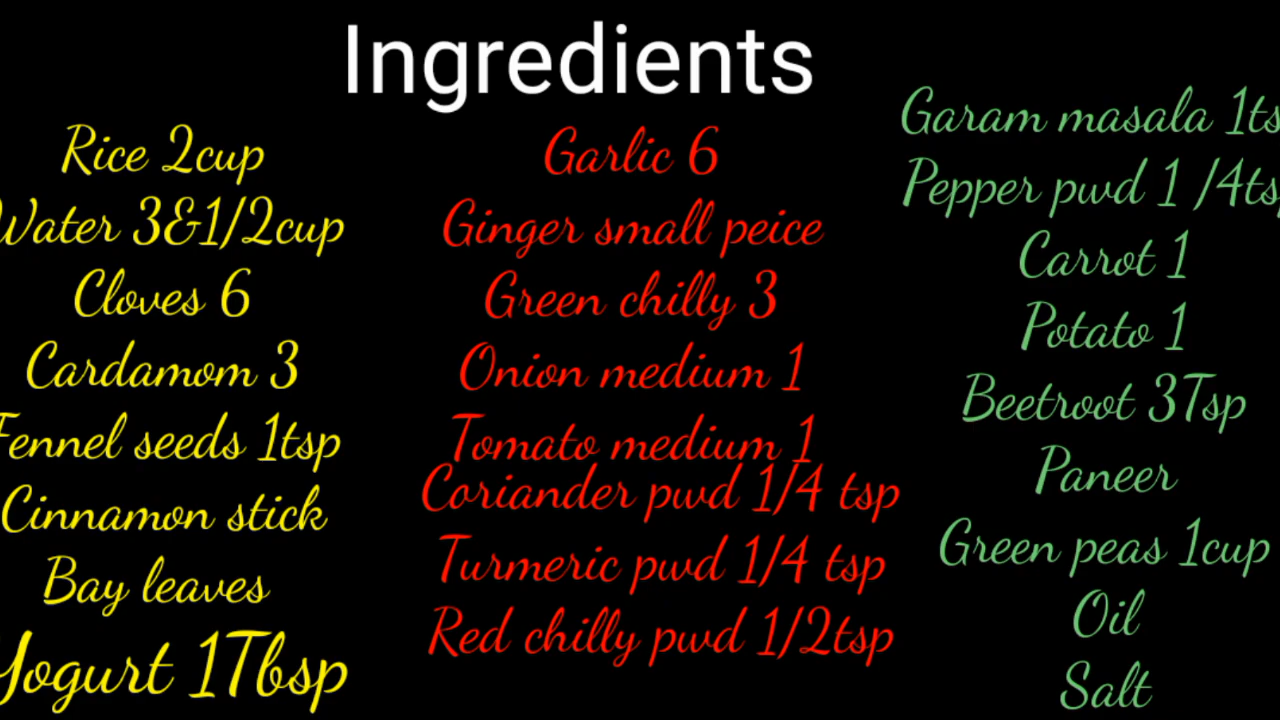 Ingredients
Rice 2cup
Water 3&1/2cup
Cloves 6
Cardamom 3
Fennel seeds 1tsp
Cinnamon stick
Bay leaves
Yogurt 1Tbsp
Garlic 6
Ginger small peice
Green chilly 3
Onion medium 1
Tomato medium 1
Coriander pwd 1/4 tsp
Turmeric pwd 1/4 tsp
Red chilly pwd 1/2tsp
Garam masala 1ts
Pepper pwd 1 /4ts
Carrot 1
Potato 1
Beetroot 3Tsp
Paneer
Green peas 1cup
Oil
Salt